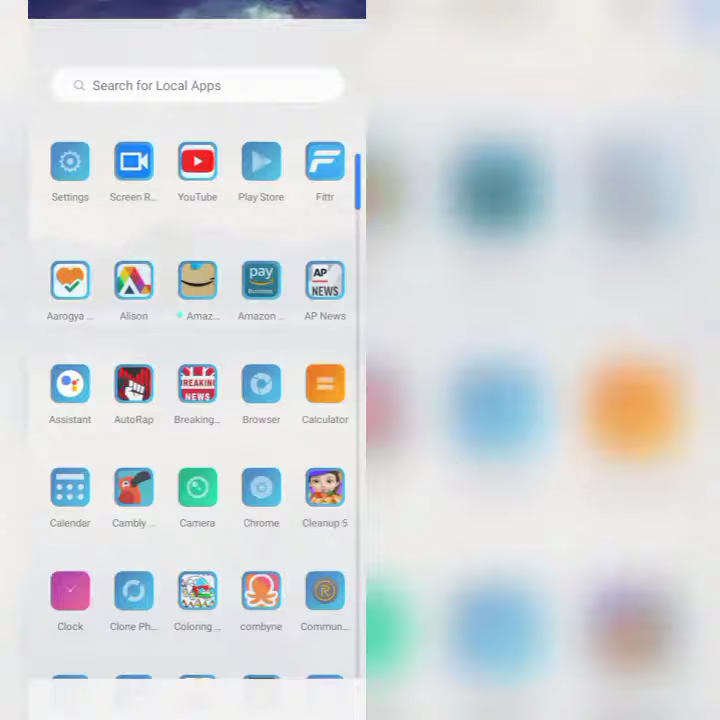 Search for Local Apps
Settings Screen R... YouTube Play Store Fittr
pay
AP
NEWS
Aarogya ... Alison Amaz... Amazon ... AP News
BREAKING
NEWS
Assistant AutoRap Breaking... Browser Calculator
Calendar Cambly ... Camera Chrome Cleanup S
R
Clock Clone Ph... Coloring ... combyne Commun...